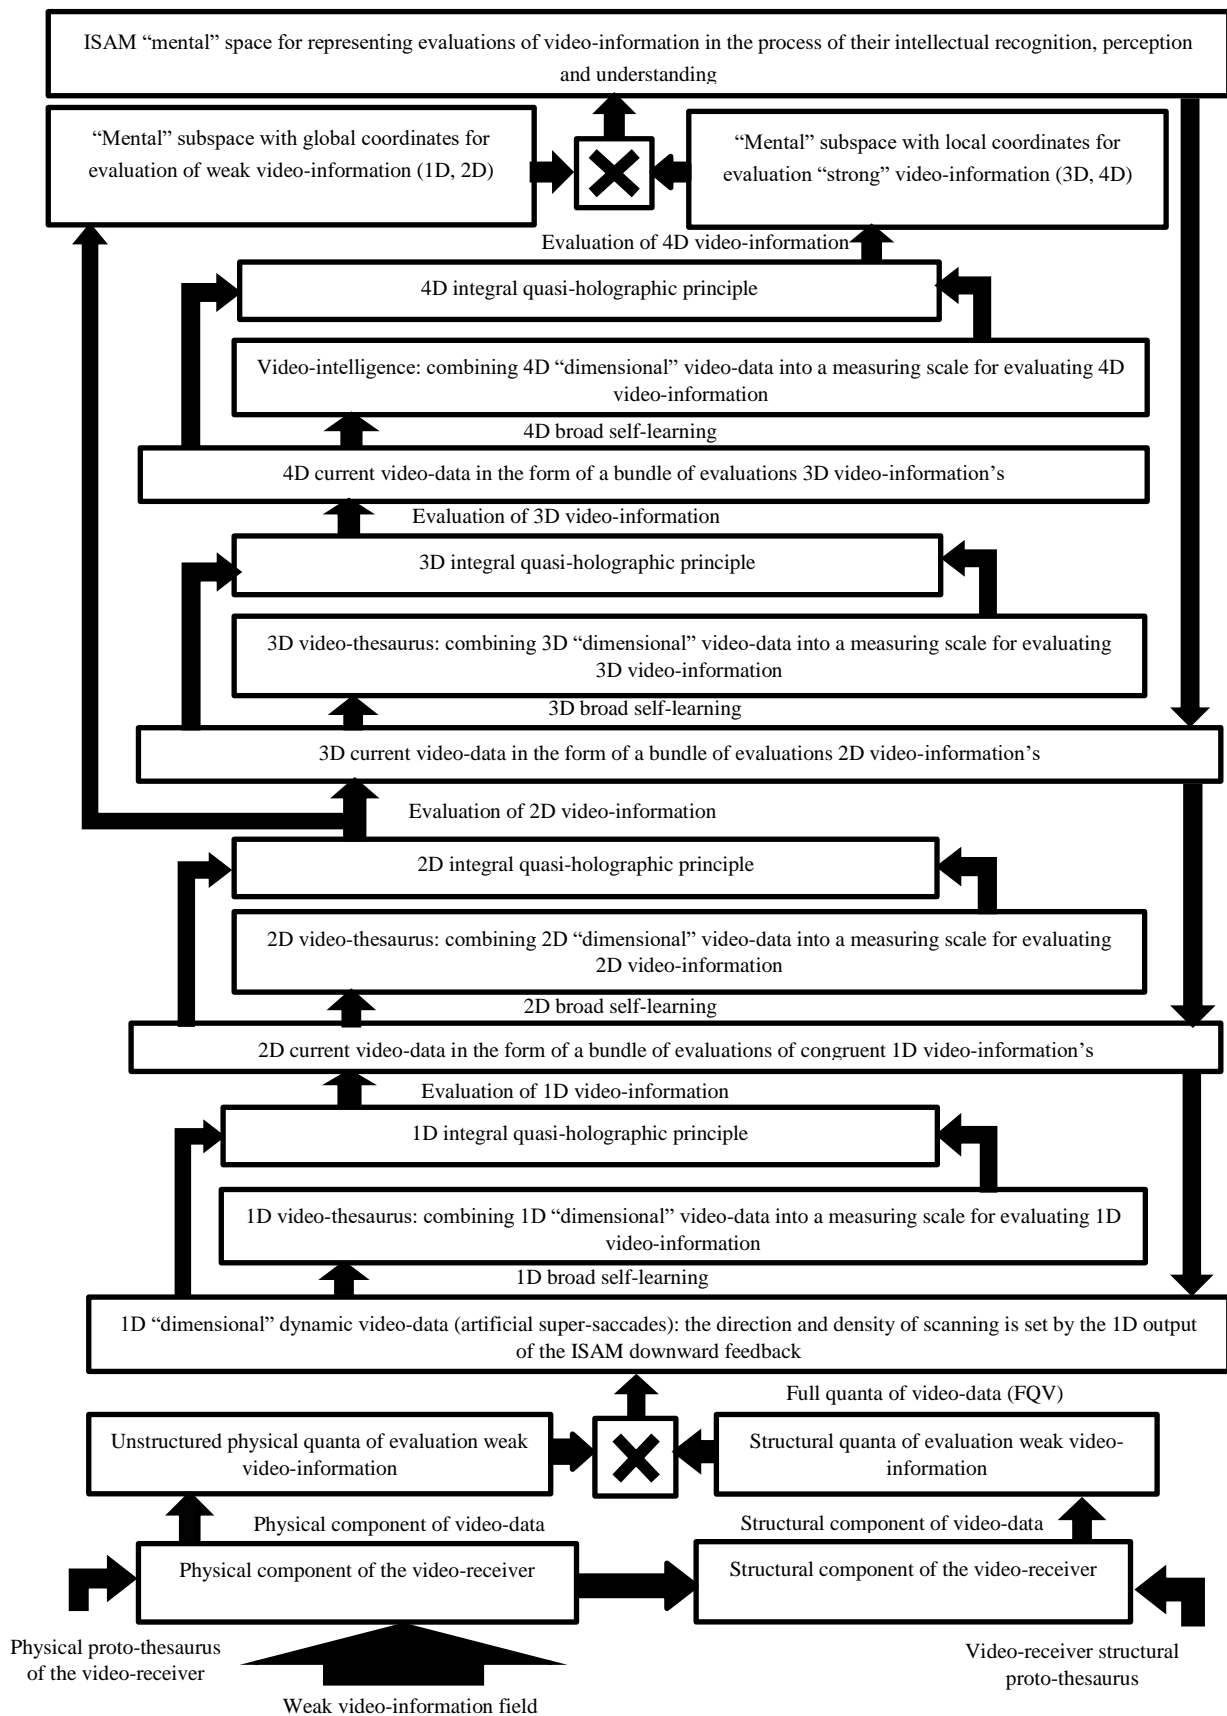 ISAM “mental” space for representing evaluations of video-information in the process of their intellectual recognition, perception
and understanding
“Mental” subspace with global coordinates for
evaluation of weak video-information (1D, 2D)
“Mental” subspace with local coordinates for
evaluation “strong” video-information (3D, 4D)
Evaluation of 4D video-information
4D integral quasi-holographic principle
Video-intelligence: combining 4D “dimensional” video-data into a measuring scale for evaluating 4D
video-information
4D broad self-learning
4D current video-data in the form of a bundle of evaluations 3D video-information’s
Evaluation of 3D video-information
3D integral quasi-holographic principle
3D video-thesaurus: combining 3D “dimensional” video-data into a measuring scale for evaluating
3D video-information
3D broad self-learning
3D current video-data in the form of a bundle of evaluations 2D video-information’s
Evaluation of 2D video-information
2D integral quasi-holographic principle
2D video-thesaurus: combining 2D “dimensional” video-data into a measuring scale for evaluating
2D video-information
2D broad self-learning
2D current video-data in the form of a bundle of evaluations of congruent 1D video-information’s
Evaluation of 1D video-information
1D integral quasi-holographic principle
1D video-thesaurus: combining 1D “dimensional” video-data into a measuring scale for evaluating 1D
video-information
1D broad self-learning
1D “dimensional” dynamic video-data (artificial super-saccades): the direction and density of scanning is set by the 1D output
of the ISAM downward feedback
Full quanta of video-data (FQV)
Unstructured physical quanta of evaluation weak
video-information
Structural quanta of evaluation weak video-
information
Physical component of video-data
Structural component of video-data
Physical component of the video-receiver
Structural component of the video-receiver
Physical proto-thesaurus
of the video-receiver
Video-receiver structural
proto-thesaurus
Weak video-information field